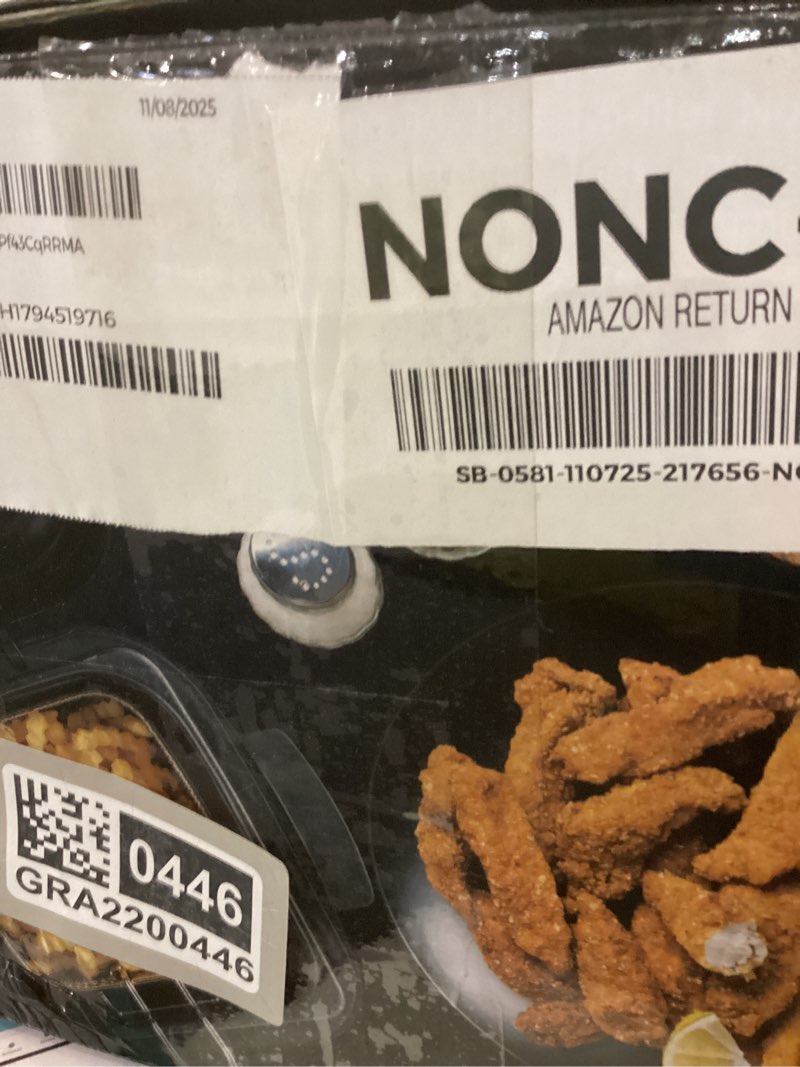 11/08/2025
Pf43CqRRMA
H1794519716
NONC-
AMAZON RETURN
SB-0581-110725-217656-N
0446
GRA2200446